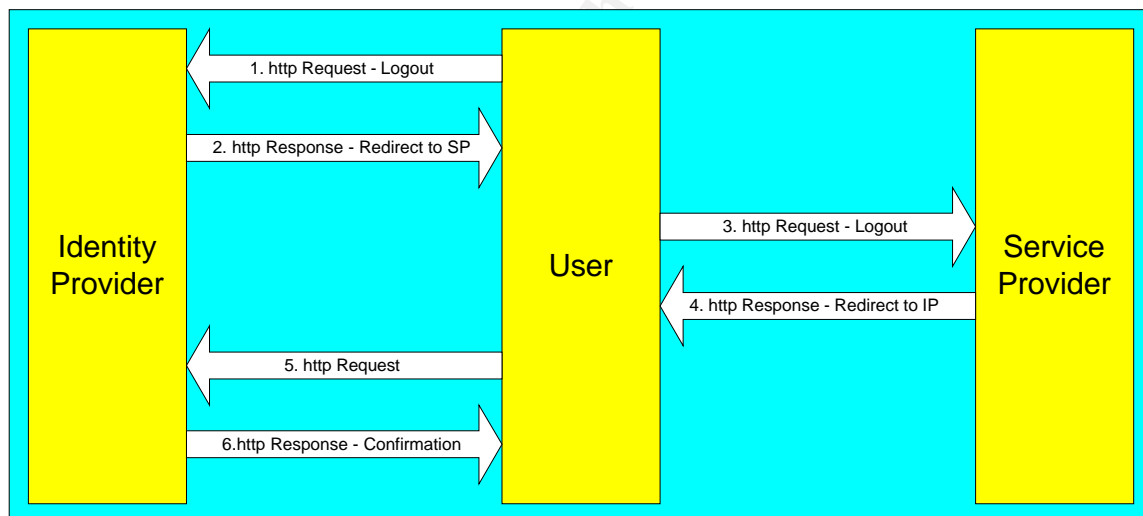 1. http Request - Logout
2. http Response - Redirect to SP
3. http Request - Logout
Identity
Provider
User
Service
Provider
4. http Response - Redirect to IP
5. http Request
6.http Response - Confirmation